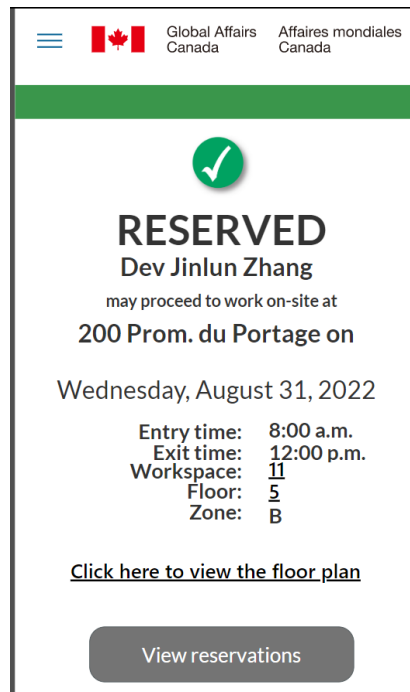 Global Affairs Affaires mondiales
Canada Canada
RESERVED
Dev Jinlun Zhang
may proceed to work on-site at
200 Prom. du Portage on
Wednesday, August 31, 2022
Entry time: 8:00 a.m.
Exit time: 12:00 p.m.
Workspace: 11
Floor: 5
Zone: B
Click here to view the floor plan
View reservations